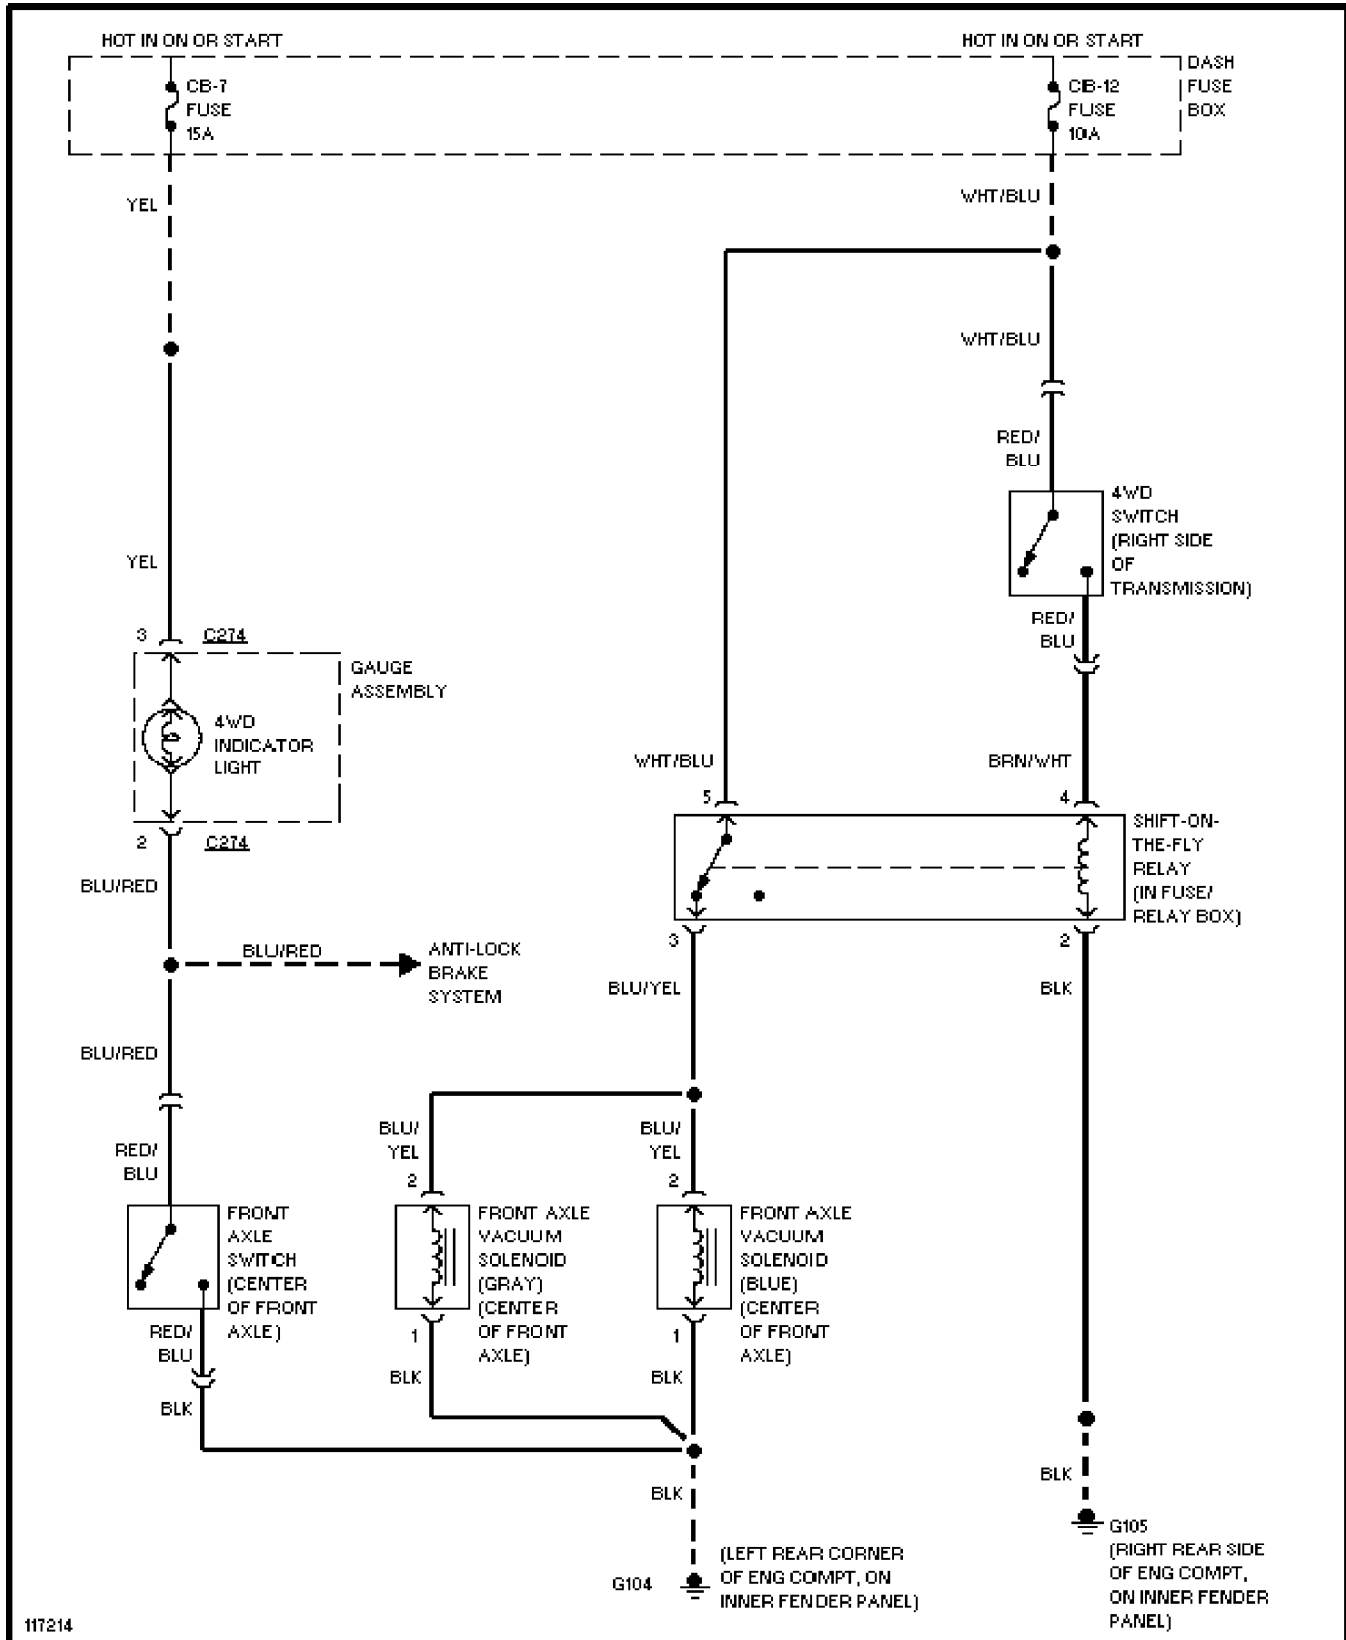 HOT IN ON OR START
HOT IN ON OR START
CB-7
FUSE
15A
CB-12
FUSE
10A
DASH
FUSE
BOX
YEL
WHT/BLU
WHT/BLU
RED/
BLU
4WD
SWITCH
(RIGHT SIDE
OF
TRANSMISSION)
YEL
RED/
BLU
3
C274
GAUGE
ASSEMBLY
4WD
INDICATOR
LIGHT
WHT/BLU
BRN/WHT
5
4
2
C274
SHIFT-ON-
THE-FLY
RELAY
(IN FUSE/
RELAY BOX)
BLU/RED
3
2
BLU/RED
ANTI-LOCK
BRAKE
SYSTEM
BLU/YEL
BLK
BLU/RED
BLU/
YEL
BLU/
YEL
RED/
BLU
2
2
FRONT
AXLE
SWITCH
(CENTER
OF FRONT
AXLE)
FRONT AXLE
VACUUM
SOLENOID
(GRAY)
(CENTER
OF FRONT
AXLE)
FRONT AXLE
VACUUM
SOLENOID
(BLUE)
(CENTER
OF FRONT
AXLE)
RED/
BLU
1
1
BLK
BLK
BLK
BLK
BLK
G104
(LEFT REAR CORNER
OF ENG COMPT, ON
INNER FENDER PANEL)
G105
(RIGHT REAR SIDE
OF ENG COMPT,
ON INNER FENDER
PANEL)
117214